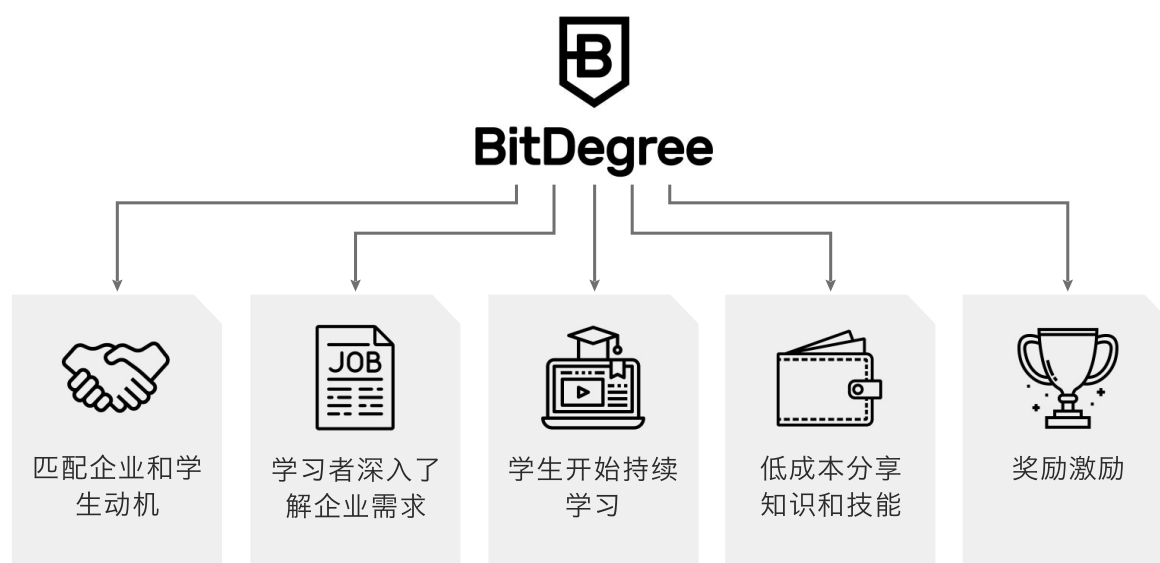 B
BitDegree
JOB
匹配企业和学
生动机
学习者深入了
解企业需求
学生开始持续
学习
低成本分享
知识和技能
奖励激励